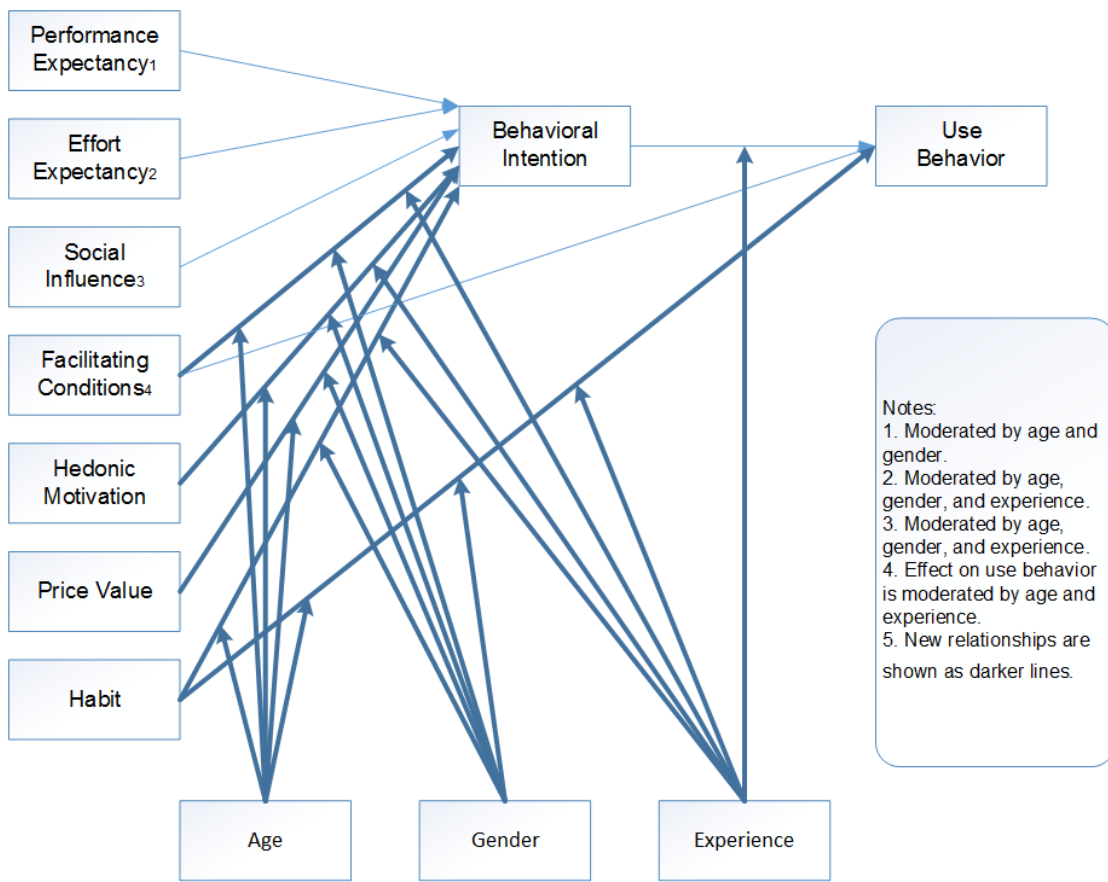 Performance
Expectancy1
Effort
Expectancy2
Social
Influence3
Facilitating
Conditions4
Hedonic
Motivation
Price Value
Habit
Behavioral
Intention
Use
Behavior
Notes:
1. Moderated by age and
gender.
2. Moderated by age,
gender, and experience.
3. Moderated by age,
gender, and experience.
4. Effect on use behavior
is moderated by age and
experience.
5. New relationships are
shown as darker lines.
Age
Gender
Experience